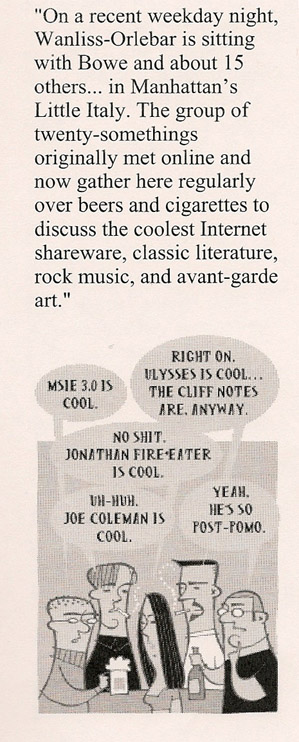 "On a recent weekday night,
Wanliss-Orlebar is sitting
with Bowe and about 15
others... in Manhattan's
Little Italy. The group of
twenty-somethings
originally met online and
now gather here regularly
over beers and cigarettes to
discuss the coolest Internet
shareware, classic literature,
rock music, and avant-garde
art."
MSIE 3.0 IS
COOL.
RIGHT ON.
ULYSSES IS COOL...
THE CLIFF NOTES
ARE, ANYWAY.
NO SHIT.
JONATHAN FIRE*EATER
IS COOL.
UH-HUH.
JOE COLEMAN IS
COOL.
YEAH,
HE'S SO
POST-POMO.